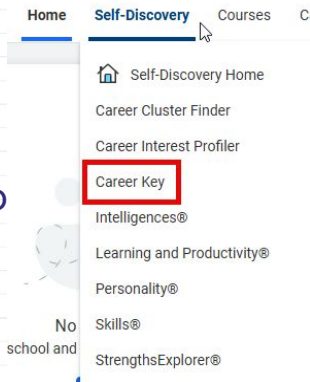 Home Self-Discovery Courses C
Self-Discovery Home
Career Cluster Finder
Career Interest Profiler
Career Key
Intelligences®
Learning and Productivity®
Personality®
No Skills®
school and
StrengthsExplorer®